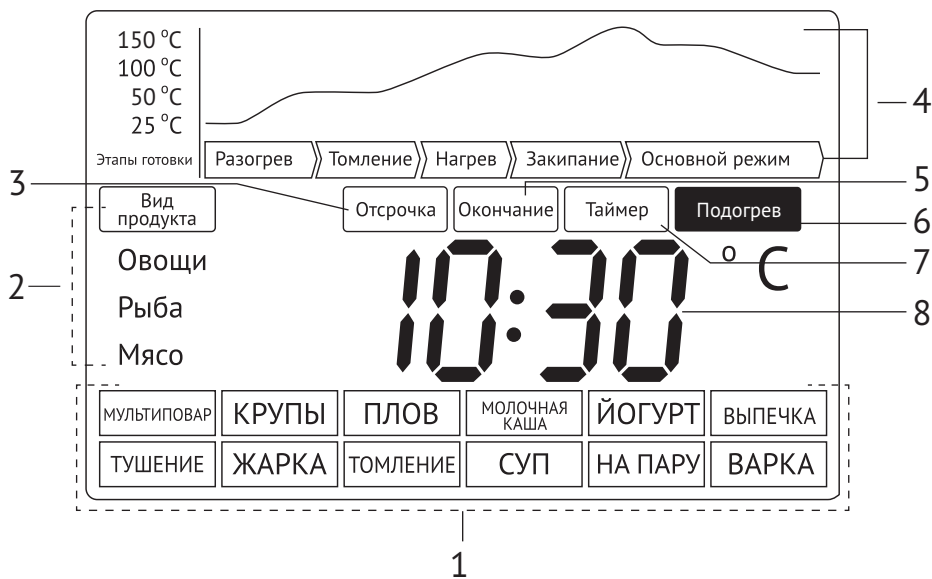 150 °C
100 °C
50 °C
25 °C
4
Этапы готовки
Разогрев
Томление
Нагрев
Закипание
Основной режим
3
5
Вид
продукта
Отсрочка
Окончание
Таймер
Подогрев
6
Овощи
7
2
10:30 °C
Рыба
8
Мясо
МУЛЬТИПОВАР
КРУПЫ
ПЛОВ
МОЛОЧНАЯ
КАША
ЙОГУРТ
ВЫПЕЧКА
ТУШЕНИЕ
ЖАРКА
ТОМЛЕНИЕ
СУП
НА ПАРУ
ВАРКА
1